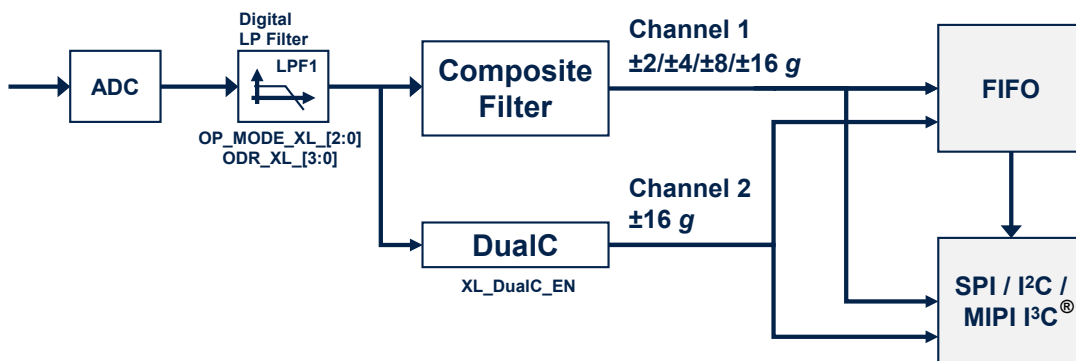 Digital
LP Filter
LPF1
ADC
OP_MODE_XL_[2:0]
ODR_XL_[3:0]
Composite
Filter
Channel 1
±2/±4/±8/±16 g
FIFO
Channel 2
±16 g
DualC
XL_DualC_EN
SPI / I²C /
MIPI I³C®